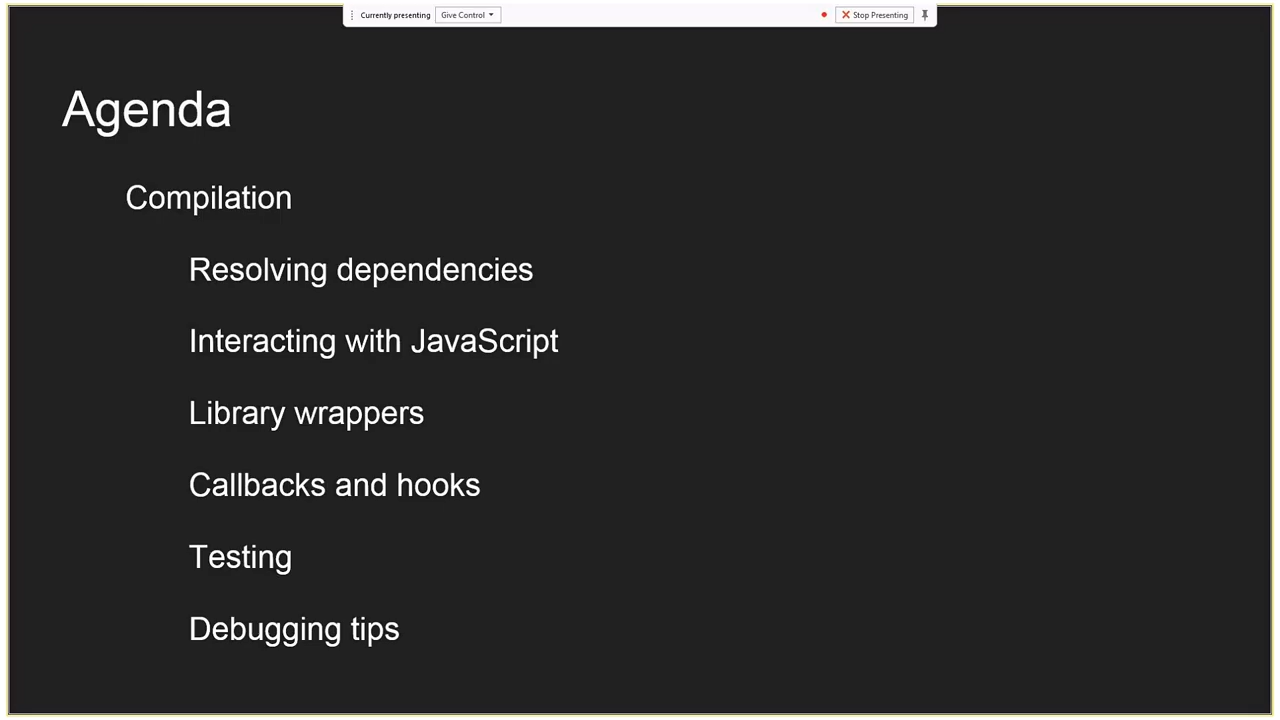 Currently presenting Give Control Stop Presenting
Agenda
Compilation
Resolving dependencies
Interacting with JavaScript
Library wrappers
Callbacks and hooks
Testing
Debugging tips